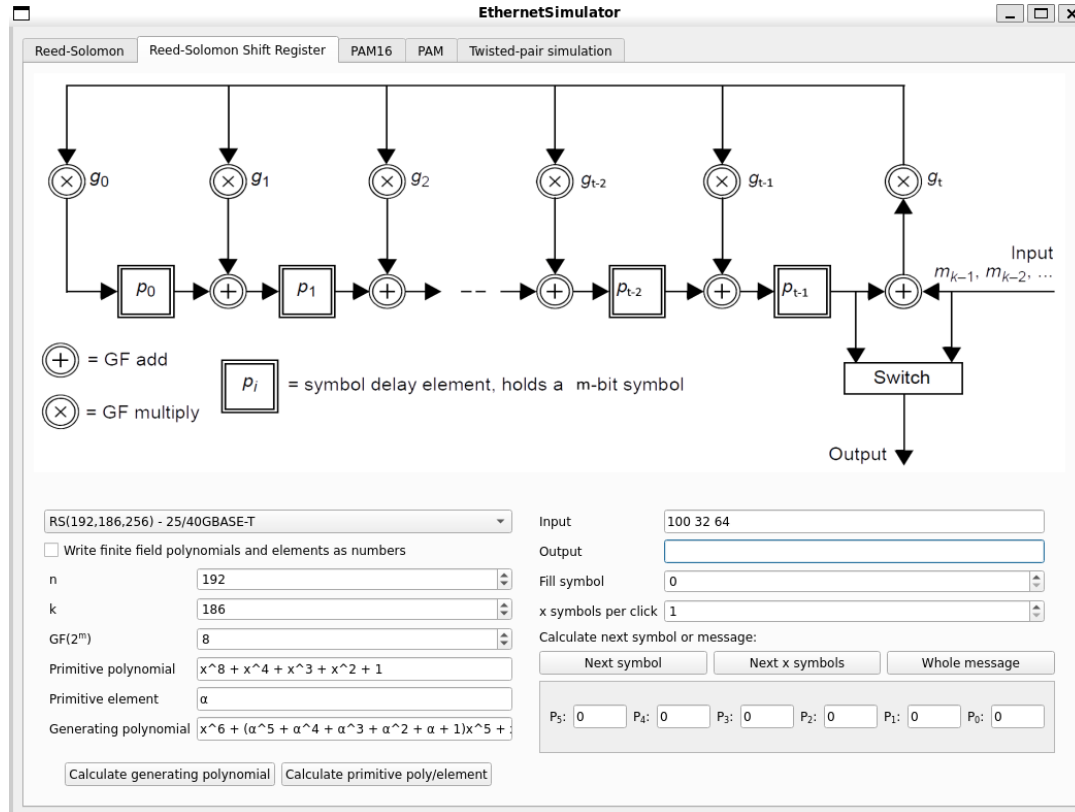 EthernetSimulator
Reed-Solomon
Reed-Solomon Shift Register
PAM16
PAM
Twisted-pair simulation
g0
g1
g2
gt-2
gt-1
gt
Input
mk−1, mk−2, ...
p0
p1
pt-2
pt-1
= GF add
pi = symbol delay element, holds a m-bit symbol
= GF multiply
Switch
Output
RS(192,186,256) - 25/40GBASE-T
Write finite field polynomials and elements as numbers
n 192
k 186
GF(2^m) 8
Primitive polynomial x^8 + x^4 + x^3 + x^2 + 1
Primitive element α
Generating polynomial x^6 + (α^5 + α^4 + α^3 + α^2 + α + 1)x^5 +
Calculate generating polynomial
Calculate primitive poly/element
Input 100 32 64
Output
Fill symbol 0
x symbols per click 1
Calculate next symbol or message:
Next symbol
Next x symbols
Whole message
P5: 0 P4: 0 P3: 0 P2: 0 P1: 0 P0: 0